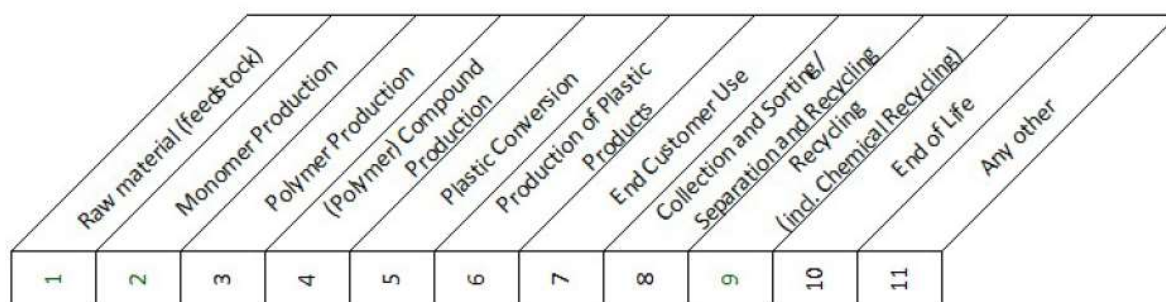 Raw material (feedstock)
Monomer Production
Polymer Production
(Polymer) Compound
Production
Plastic Conversion
Production of Plastic
Products
End Customer Use
Collection and Sorting/
Separation and Recycling
Recycling
(incl. Chemical Recycling)
End of Life
Any other
1 2 3 4 5 6 7 8 9 10 11